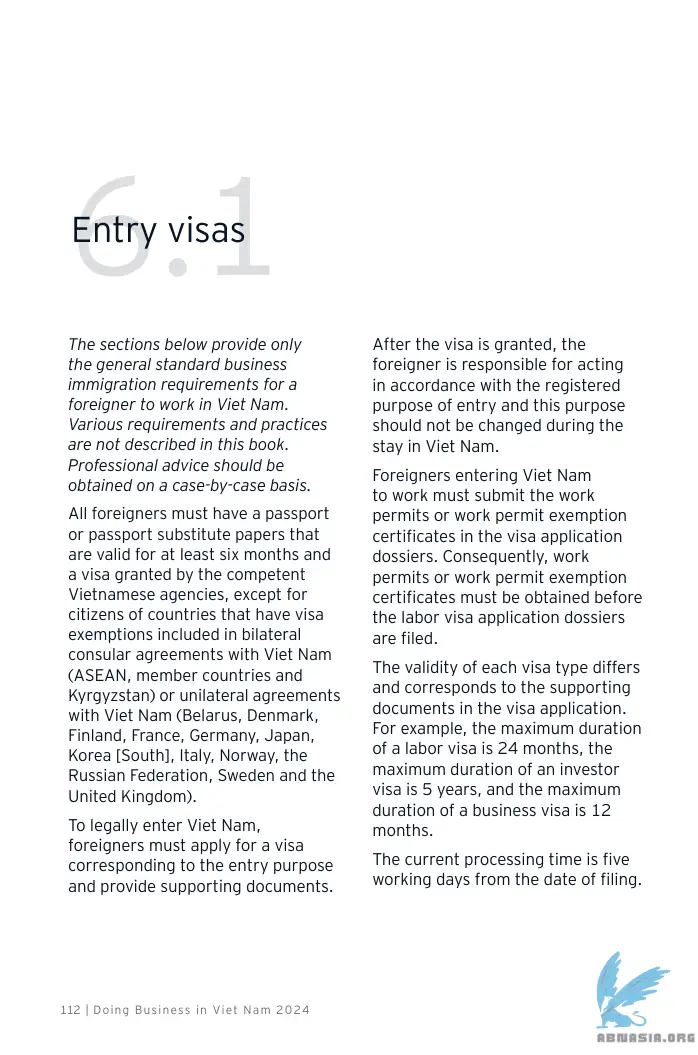 6.1
Entry visas
The sections below provide only
the general standard business
immigration requirements for a
foreigner to work in Viet Nam.
Various requirements and practices
are not described in this book.
Professional advice should be
obtained on a case-by-case basis.
All foreigners must have a passport
or passport substitute papers that
are valid for at least six months and
a visa granted by the competent
Vietnamese agencies, except for
citizens of countries that have visa
exemptions included in bilateral
consular agreements with Viet Nam
(ASEAN, member countries and
Kyrgyzstan) or unilateral agreements
with Viet Nam (Belarus, Denmark,
Finland, France, Germany, Japan,
Korea [South], Italy, Norway, the
Russian Federation, Sweden and the
United Kingdom).
To legally enter Viet Nam,
foreigners must apply for a visa
corresponding to the entry purpose
and provide supporting documents.
After the visa is granted, the
foreigner is responsible for acting
in accordance with the registered
purpose of entry and this purpose
should not be changed during the
stay in Viet Nam.
Foreigners entering Viet Nam
to work must submit the work
permits or work permit exemption
certificates in the visa application
dossiers. Consequently, work
permits or work permit exemption
certificates must be obtained before
the labor visa application dossiers
are filed.
The validity of each visa type differs
and corresponds to the supporting
documents in the visa application.
For example, the maximum duration
of a labor visa is 24 months, the
maximum duration of an investor
visa is 5 years, and the maximum
duration of a business visa is 12
months.
The current processing time is five
working days from the date of filing.
112 | Doing Business in Viet Nam 2024
ABNASIA.ORG